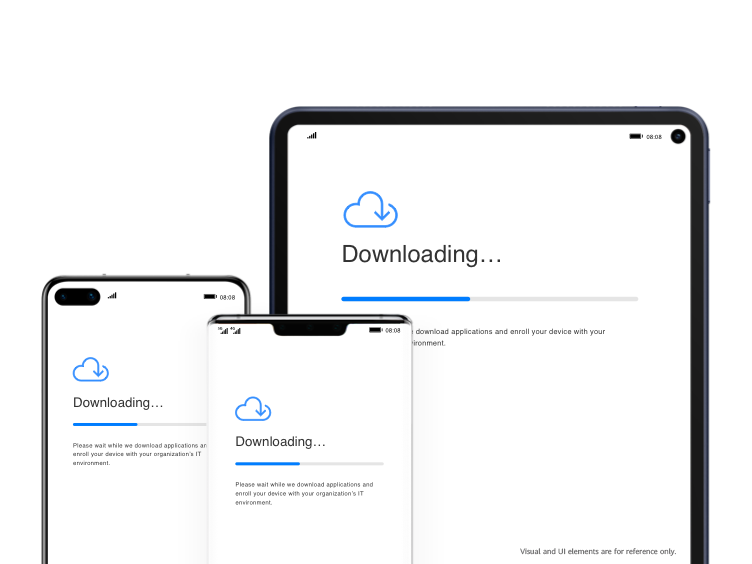 08:08
Downloading...
download applications and enroll your device with your
08:08
Downloading...
Please wait while we download applications
enroll your device with your organization's IT
environment.
5G 4G 08:08
Downloading...
Please wait while we download applications and
enroll your device with your organization's IT
environment.
Visual and UI elements are for reference only.